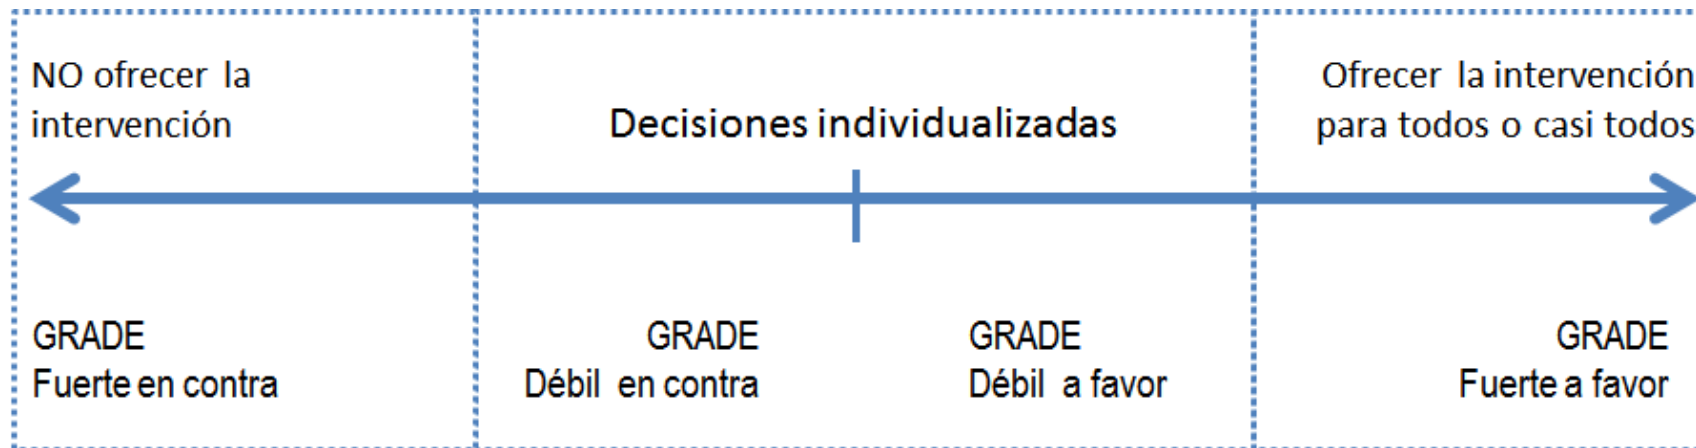 NO ofrecer la
intervención
Decisiones individualizadas
Ofrecer la intervención
para todos o casi todos
GRADE
Fuerte en contra
GRADE
Débil en contra
GRADE
Débil a favor
GRADE
Fuerte a favor